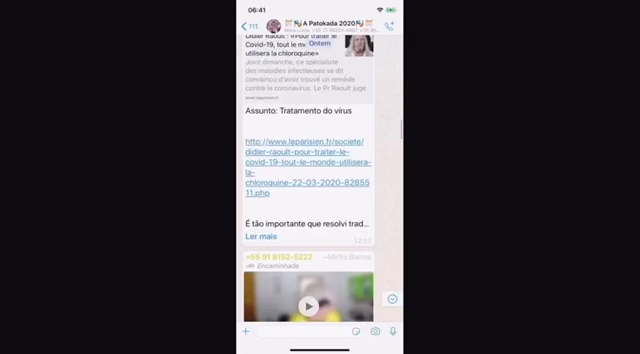 06:41
111
A Patokada 2020
Didier Raoult : «Pour traiter le
Covid-19, tout le m
Ontem
utilisera la chloroquine»
Joint dimanche, ce spécialiste
des maladies infectieuses se dit
convaincu d'avoir trouvé un remède
contre le coronavirus. Le Pr Raoult juge
www.leparisien.fr
Assunto: Tratamento do vírus
http://www.leparisien.fr/societe/
didier-raoult-pour-traiter-le-
covid-19-tout-le-monde-utilisera-
la-
chloroquine-22-03-2020-82855
11.php
É tão importante que resolvi trad...
Ler mais
12:17
+55 91 8152-5222
~Mirtis Barros
Encaminhada